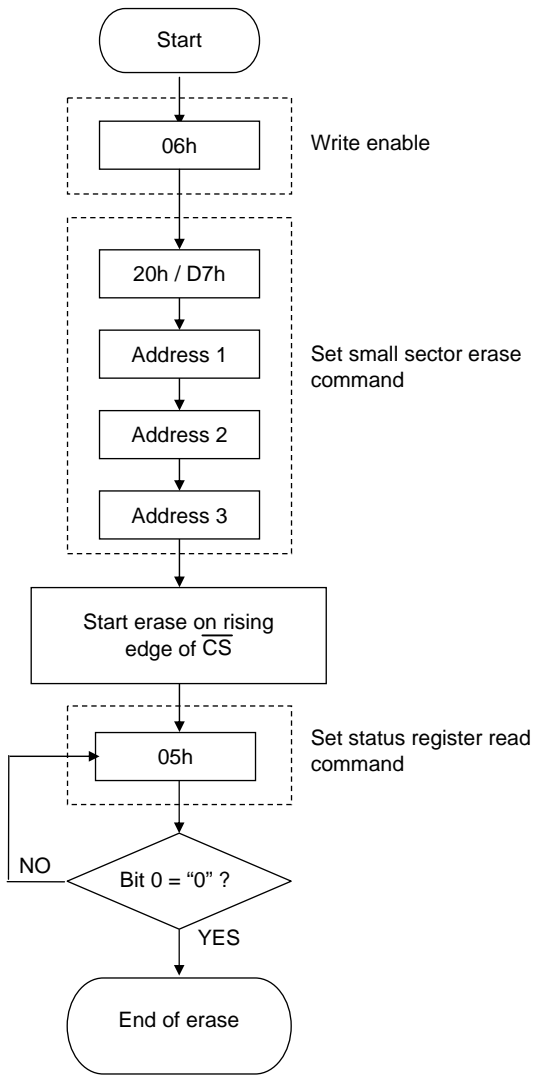 Start
06h
Write enable
20h / D7h
Address 1
Set small sector erase
command
Address 2
Address 3
Start erase on rising
edge of C̅S̅
Set status register read
command
05h
NO
Bit 0 = “0” ?
YES
End of erase